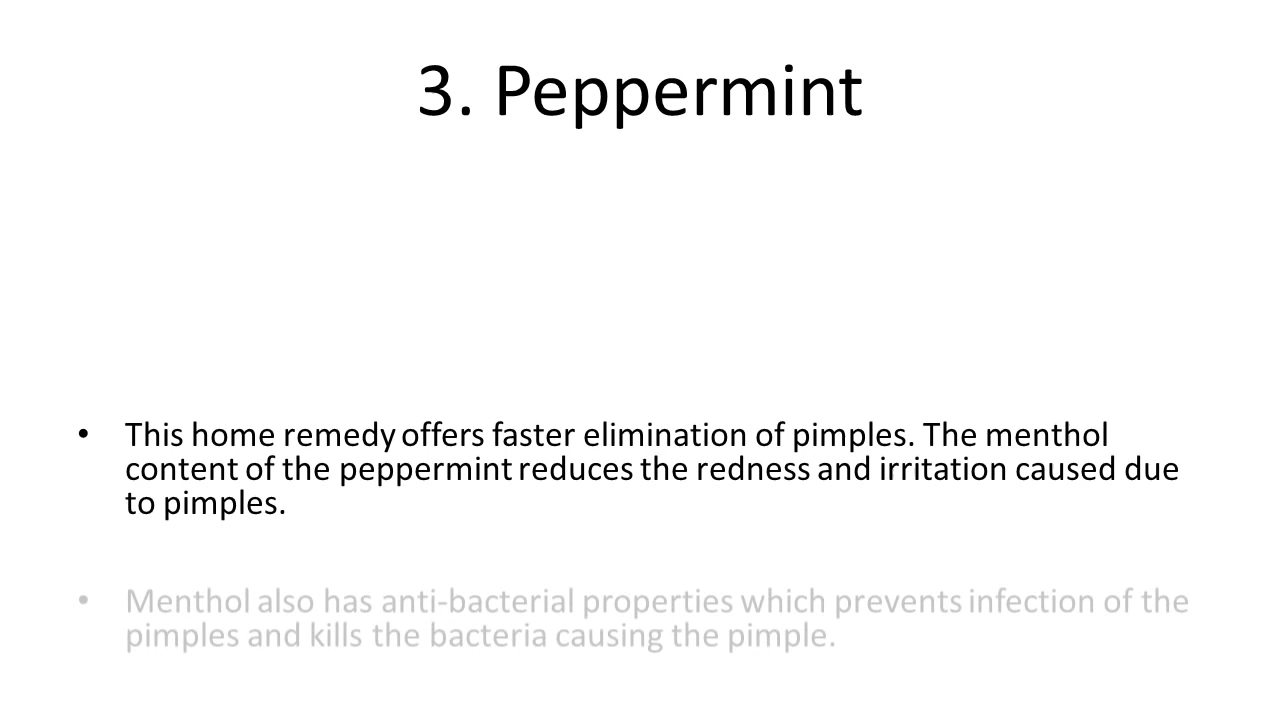 3. Peppermint
• This home remedy offers faster elimination of pimples. The menthol
content of the peppermint reduces the redness and irritation caused due
to pimples.
• Menthol also has anti-bacterial properties which prevents infection of the
pimples and kills the bacteria causing the pimple.